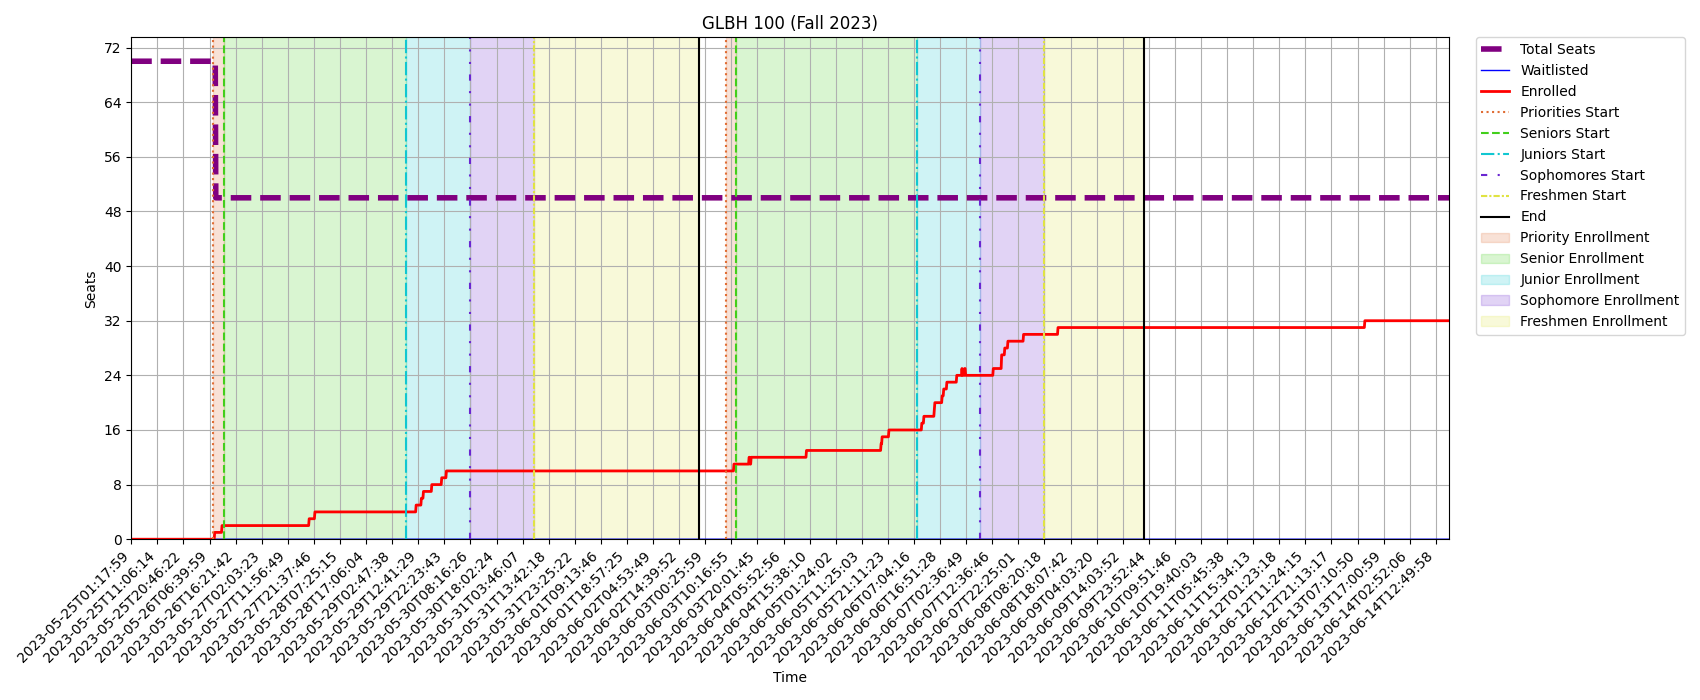 GLBH 100 (Fall 2023)
72
64
56
48
40
32
24
16
8
0
Seats
2023-05-25T01:17:59
2023-05-25T11:06:14
2023-05-25T20:46:22
2023-05-26T06:39:59
2023-05-26T16:21:42
2023-05-27T02:03:23
2023-05-27T11:56:49
2023-05-27T21:37:46
2023-05-28T07:25:15
2023-05-28T17:06:04
2023-05-29T02:47:38
2023-05-29T12:41:29
2023-05-29T22:23:43
2023-05-30T08:16:26
2023-05-30T18:02:24
2023-05-31T03:46:07
2023-05-31T13:42:18
2023-05-31T23:25:22
2023-06-01T09:13:46
2023-06-01T18:57:25
2023-06-02T04:53:49
2023-06-02T14:39:52
2023-06-03T00:25:59
2023-06-03T10:16:55
2023-06-03T20:01:45
2023-06-04T05:52:56
2023-06-04T15:38:10
2023-06-05T01:24:02
2023-06-05T11:25:03
2023-06-05T21:11:23
2023-06-06T07:04:16
2023-06-06T16:51:28
2023-06-07T02:36:49
2023-06-07T12:36:46
2023-06-07T22:25:01
2023-06-08T08:20:18
2023-06-08T18:07:42
2023-06-09T04:03:20
2023-06-09T14:03:52
2023-06-09T23:52:44
2023-06-10T09:51:46
2023-06-10T19:40:03
2023-06-11T05:45:38
2023-06-11T15:34:13
2023-06-12T01:23:18
2023-06-12T11:24:15
2023-06-12T21:13:17
2023-06-13T07:10:50
2023-06-13T17:00:59
2023-06-14T02:52:06
2023-06-14T12:49:58
Time
Total Seats
Waitlisted
Enrolled
Priorities Start
Seniors Start
Juniors Start
Sophomores Start
Freshmen Start
End
Priority Enrollment
Senior Enrollment
Junior Enrollment
Sophomore Enrollment
Freshmen Enrollment